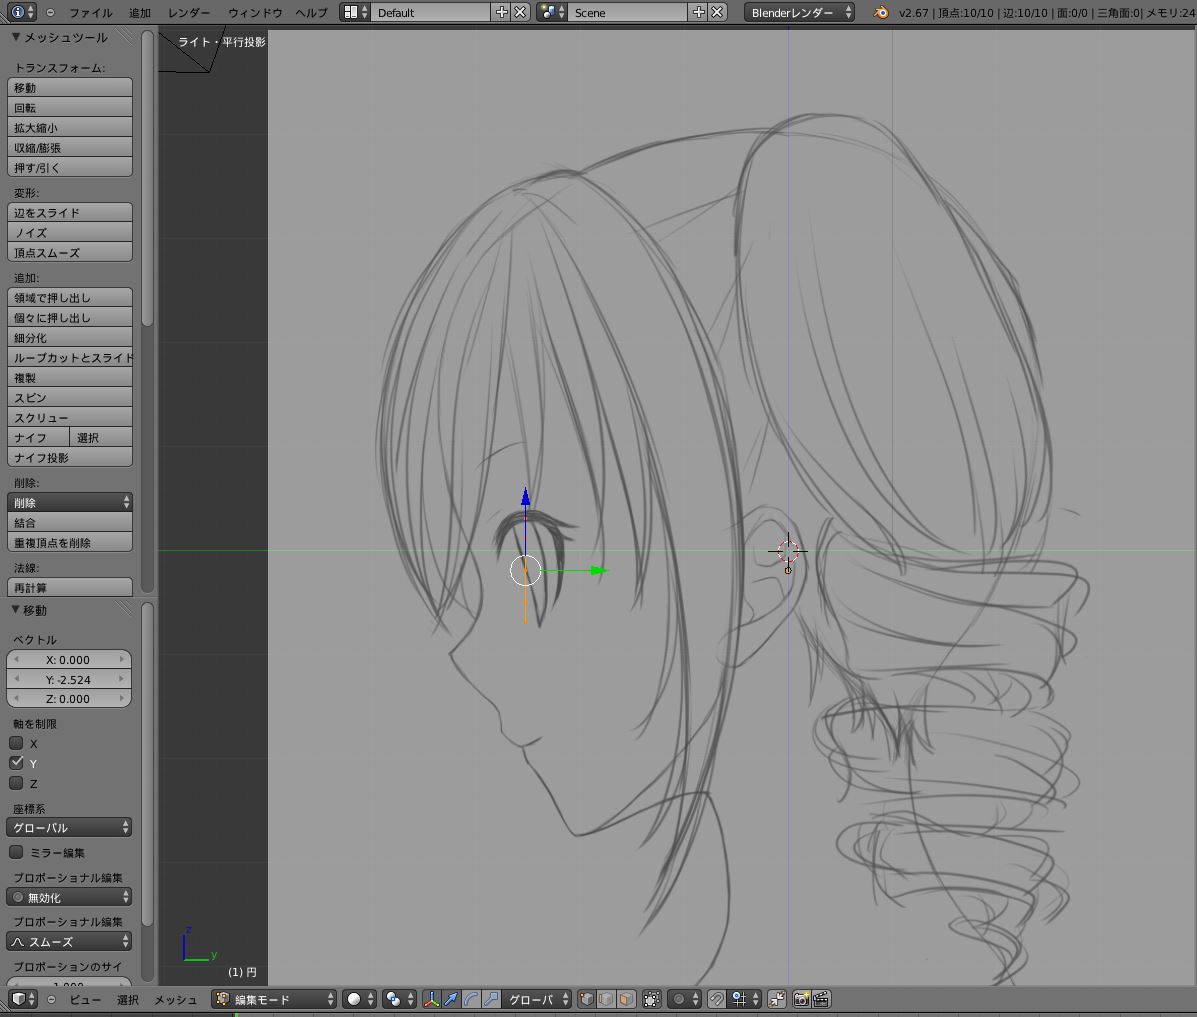 ファイル 追加 レンダー ウィンドウ ヘルプ Default Scene Blenderレンダー v2.67 | 頂点:10/10 | 辺:10/10 | 面:0/0 | 三角面:0| メモリ:24
メッシュツール
ライト・平行投影
トランスフォーム:
移動
回転
拡大縮小
収縮/膨張
押す/引く
変形:
辺をスライド
ノイズ
頂点スムーズ
追加:
領域で押し出し
個々に押し出し
細分化
ループカットとスライド
複製
スピン
スクリュー
ナイフ 選択
ナイフ投影
削除:
削除
結合
重複頂点を削除
法線:
再計算
移動
ベクトル
X: 0.000
Y: -2.524
Z: 0.000
軸を制限
X
Y
Z
座標系
グローバル
ミラー編集
プロポーショナル編集
無効化
プロポーショナル編集
スムーズ
プロポーションのサイ
z
y
(1) 円
ビュー 選択 メッシュ 編集モード グローバ